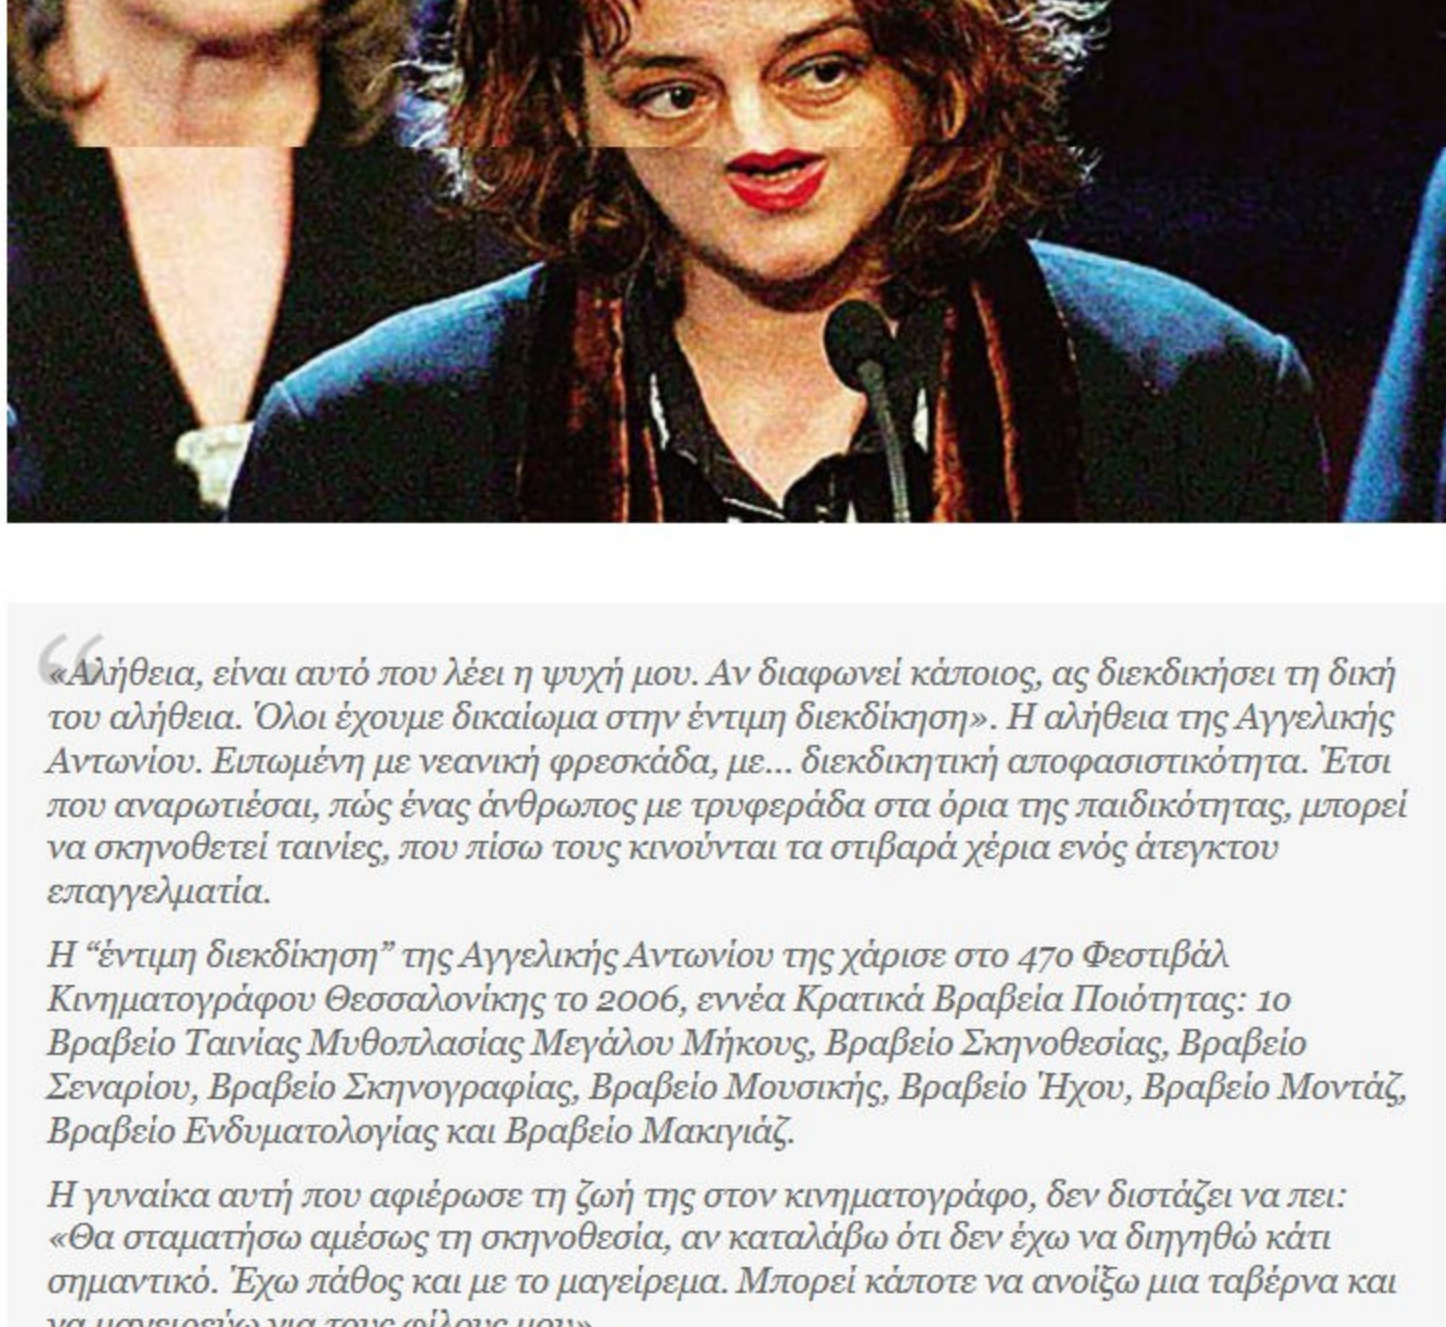 «Αλήθεια, είναι αυτό που λέει η ψυχή μου. Αν διαφωνεί κάποιος, ας διεκδικήσει τη δική
του αλήθεια. Όλοι έχουμε δικαίωμα στην έντιμη διεκδίκηση». Η αλήθεια της Αγγελικής
Αντωνίου. Ειπωμένη με νεανική φρεσκάδα, με... διεκδικητική αποφασιστικότητα. Έτσι
που αναρωτιέσαι, πώς ένας άνθρωπος με τρυφεράδα στα όρια της παιδικότητας, μπορεί
να σκηνοθετεί ταινίες, που πίσω τους κινούνται τα στιβαρά χέρια ενός άτεγκτου
επαγγελματία.
Η “έντιμη διεκδίκηση” της Αγγελικής Αντωνίου της χάρισε στο 47ο Φεστιβάλ
Κινηματογράφου Θεσσαλονίκης το 2006, εννέα Κρατικά Βραβεία Ποιότητας: 1ο
Βραβείο Ταινίας Μυθοπλασίας Μεγάλου Μήκους, Βραβείο Σκηνοθεσίας, Βραβείο
Σεναρίου, Βραβείο Σκηνογραφίας, Βραβείο Μουσικής, Βραβείο Ήχου, Βραβείο Μοντάζ,
Βραβείο Ενδυματολογίας και Βραβείο Μακιγιάζ.
Η γυναίκα αυτή που αφιέρωσε τη ζωή της στον κινηματογράφο, δεν διστάζει να πει:
«Θα σταματήσω αμέσως τη σκηνοθεσία, αν καταλάβω ότι δεν έχω να διηγηθώ κάτι
σημαντικό. Έχω πάθος και με το μαγείρεμα. Μπορεί κάποτε να ανοίξω μια ταβέρνα και
να μαγειρεύω για τους φίλους μου»